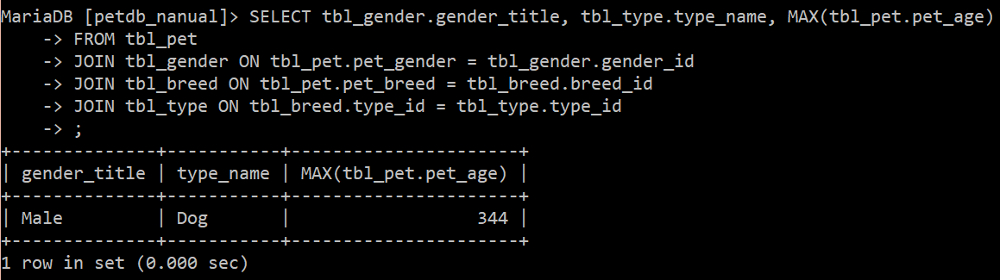 MariaDB [petdb_nanual]> SELECT tbl_gender.gender_title, tbl_type.type_name, MAX(tbl_pet.pet_age)
    -> FROM tbl_pet
    -> JOIN tbl_gender ON tbl_pet.pet_gender = tbl_gender.gender_id
    -> JOIN tbl_breed ON tbl_pet.pet_breed = tbl_breed.breed_id
    -> JOIN tbl_type ON tbl_breed.type_id = tbl_type.type_id
    -> ;
+--------------+-----------+----------------------+
| gender_title | type_name | MAX(tbl_pet.pet_age) |
+--------------+-----------+----------------------+
| Male         | Dog       |                  344 |
+--------------+-----------+----------------------+
1 row in set (0.000 sec)